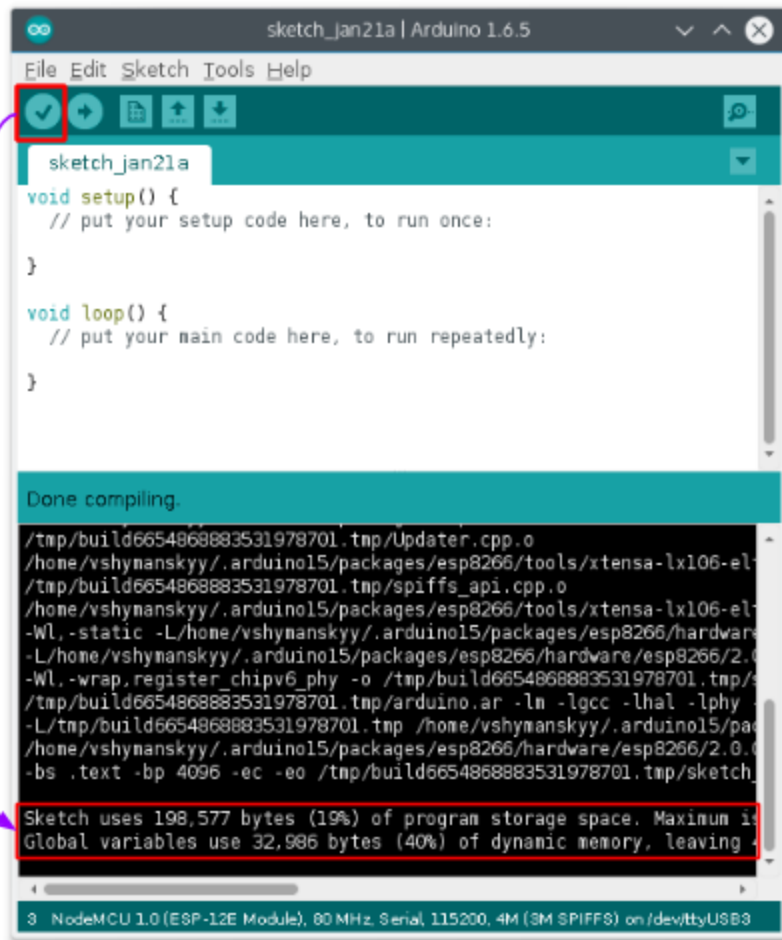 sketch_jan21a | Arduino 1.6.5
File Edit Sketch Tools Help
sketch_jan21a
void setup() {
// put your setup code here, to run once:
}
void loop() {
// put your main code here, to run repeatedly:
}
Done compiling.
/tmp/build6654868883531978701.tmp/Updater.cpp.o
/home/vshymanskyy/.arduino15/packages/esp8266/tools/xtensa-lx106-el
/tmp/build6654868883531978701.tmp/spiffs_api.cpp.o
/home/vshymanskyy/.arduino15/packages/esp8266/tools/xtensa-lx106-el
-Wl,-static -L/home/vshymanskyy/.arduino15/packages/esp8266/hardware
-L/home/vshymanskyy/.arduino15/packages/esp8266/hardware/esp8266/2.0
-Wl,-wrap,register_chipv6_phy -o /tmp/build6654868883531978701.tmp/s
/tmp/build6654868883531978701.tmp/arduino.ar -lm -lgcc -lhal -lphy -
-L/tmp/build6654868883531978701.tmp /home/vshymanskyy/.arduino15/pac
/home/vshymanskyy/.arduino15/packages/esp8266/hardware/esp8266/2.0.0
-bs .text -bp 4096 -ec -eo /tmp/build6654868883531978701.tmp/sketch_
Sketch uses 198,577 bytes (19%) of program storage space. Maximum is
Global variables use 32,986 bytes (40%) of dynamic memory, leaving
3 NodeMCU 1.0 (ESP-12E Module), 80 MHz, Serial, 115200, 4M (3M SPIFFS) on /dev/ttyUSB3